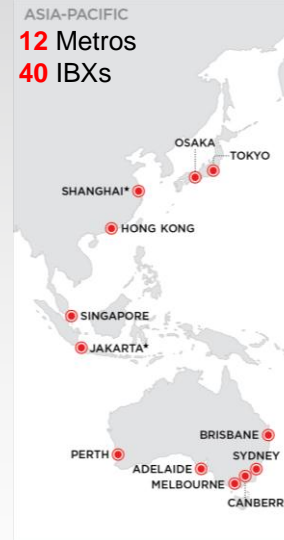 ASIA-PACIFIC
12 Metros
40 IBXs
OSAKA
TOKYO
SHANGHAI*
HONG KONG
SINGAPORE
JAKARTA*
BRISBANE
PERTH
SYDNEY
ADELAIDE
MELBOURNE
CANBERR